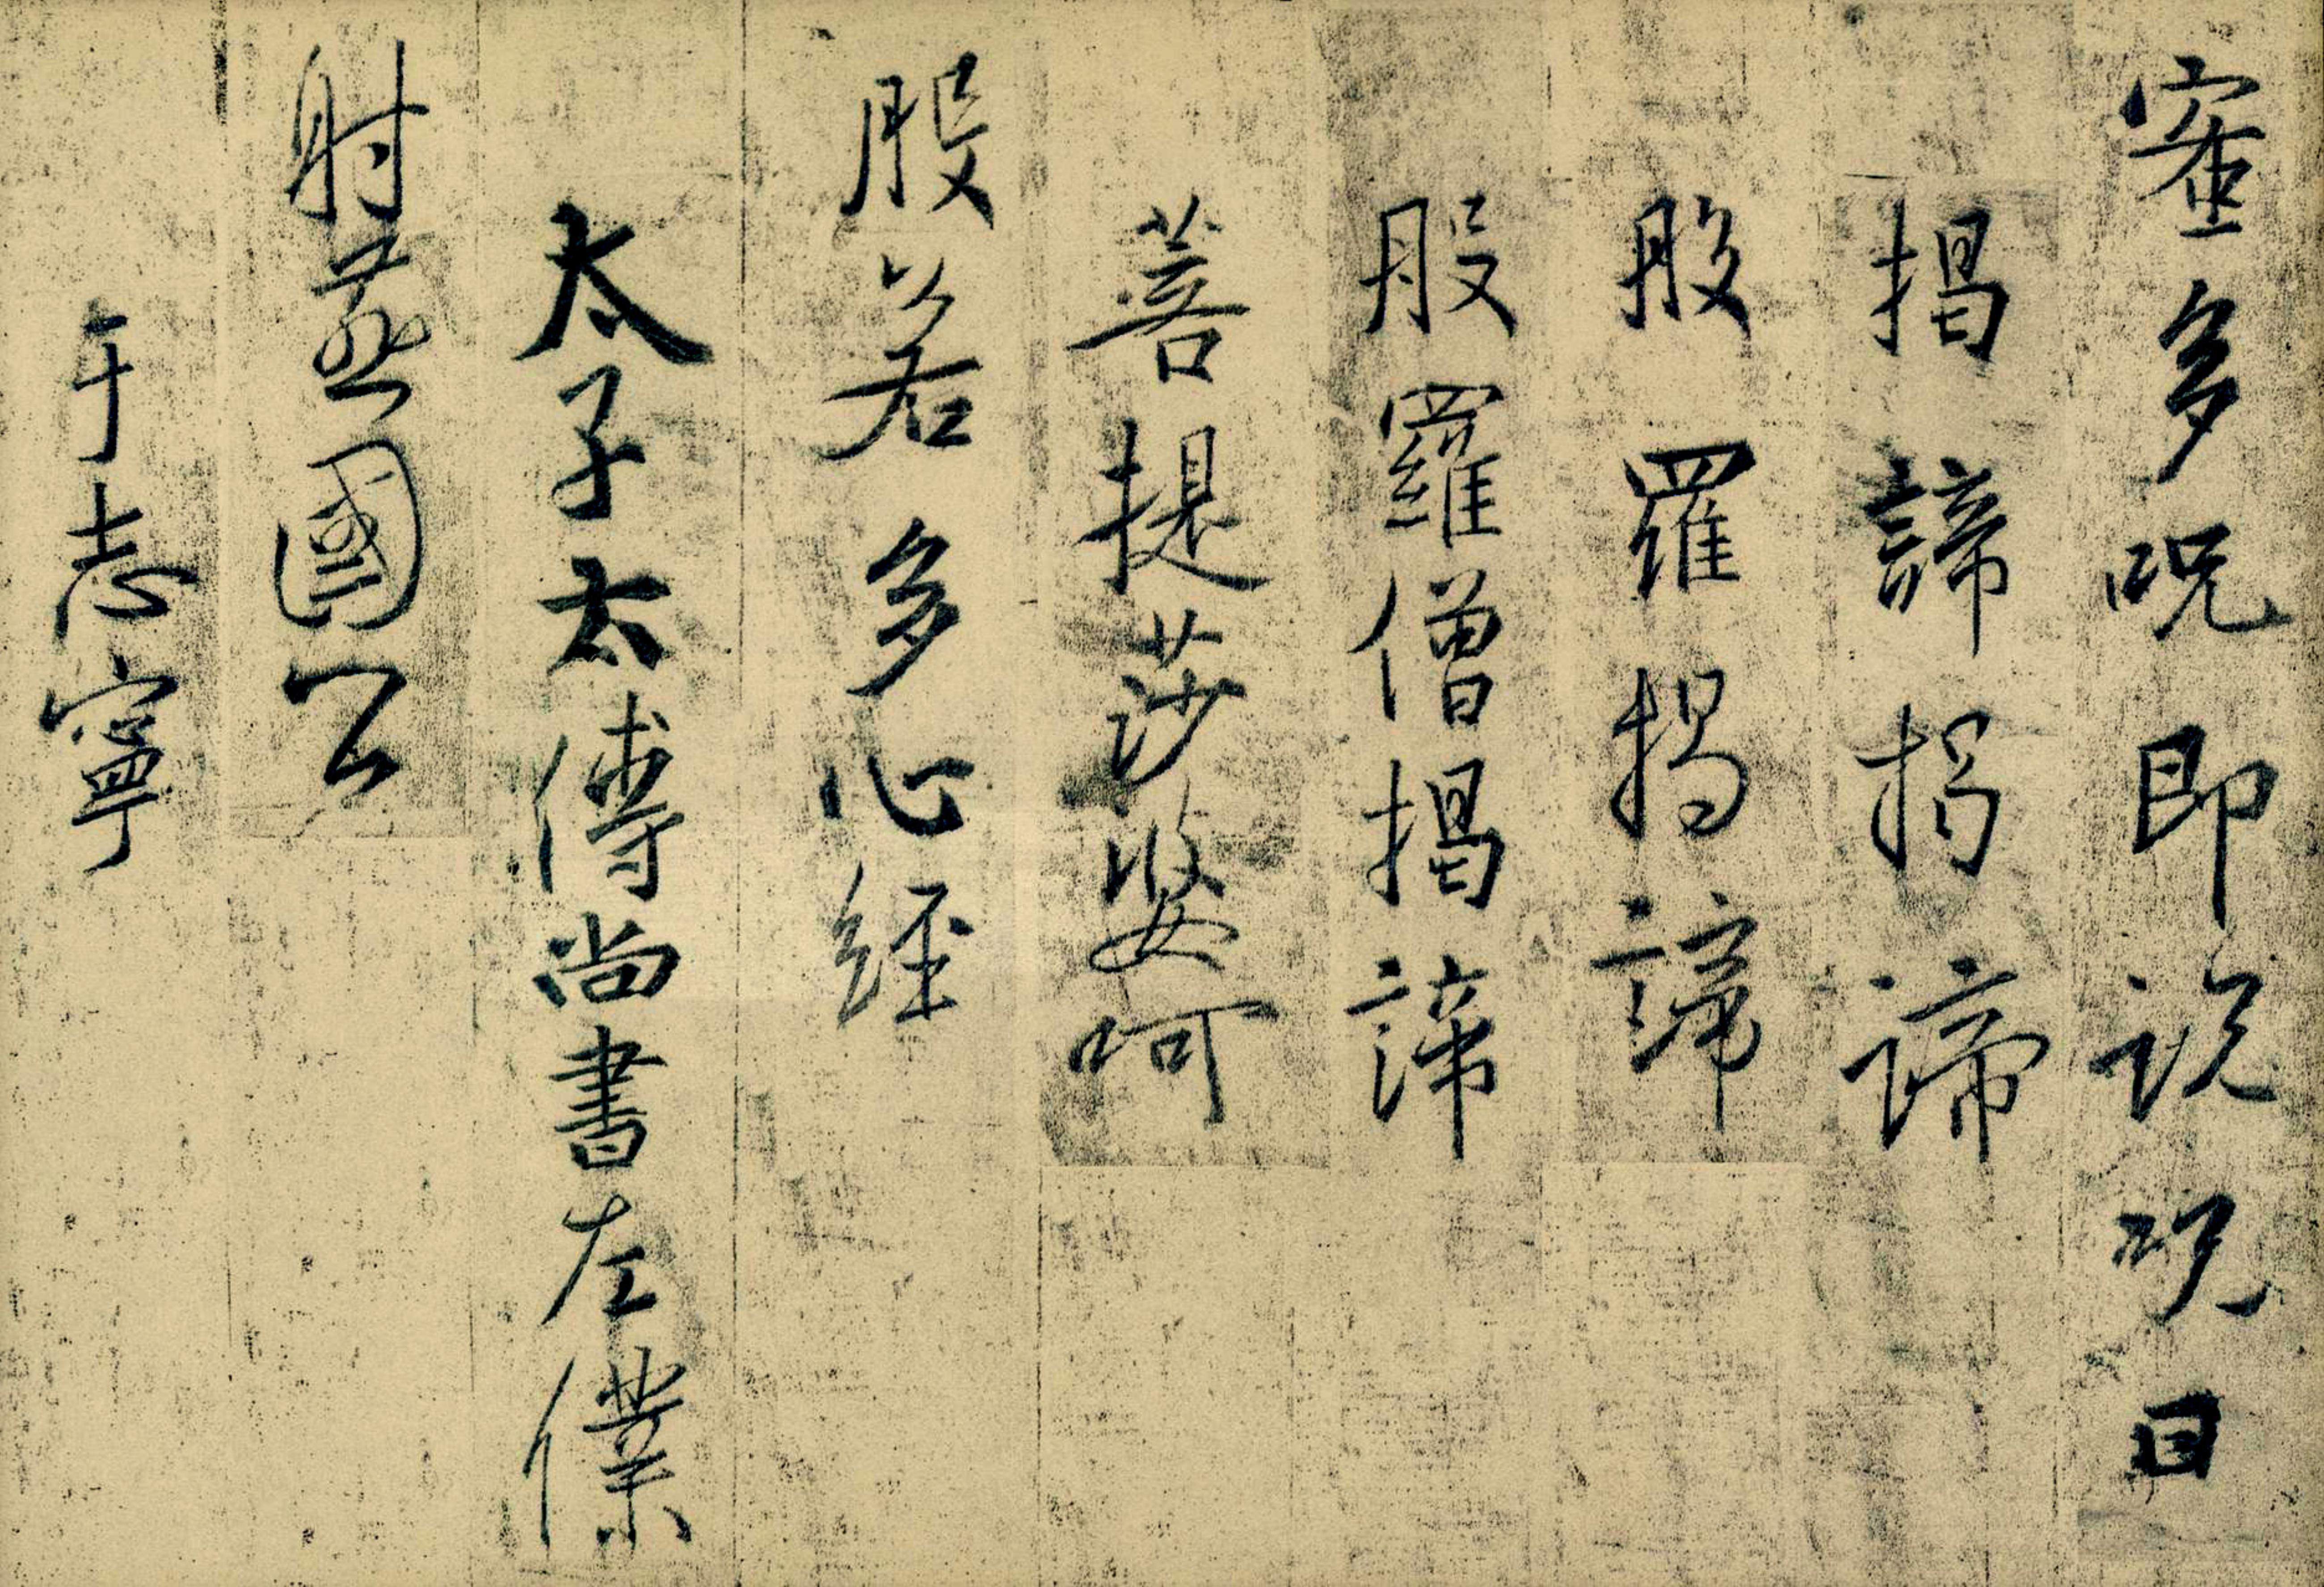 蜜多呪即説呪曰
揭諦揭諦
般羅揭諦
般羅僧揭諦
菩提莎婆呵
般若多心經
太子太傅尚書左僕
射燕國公
于志寧